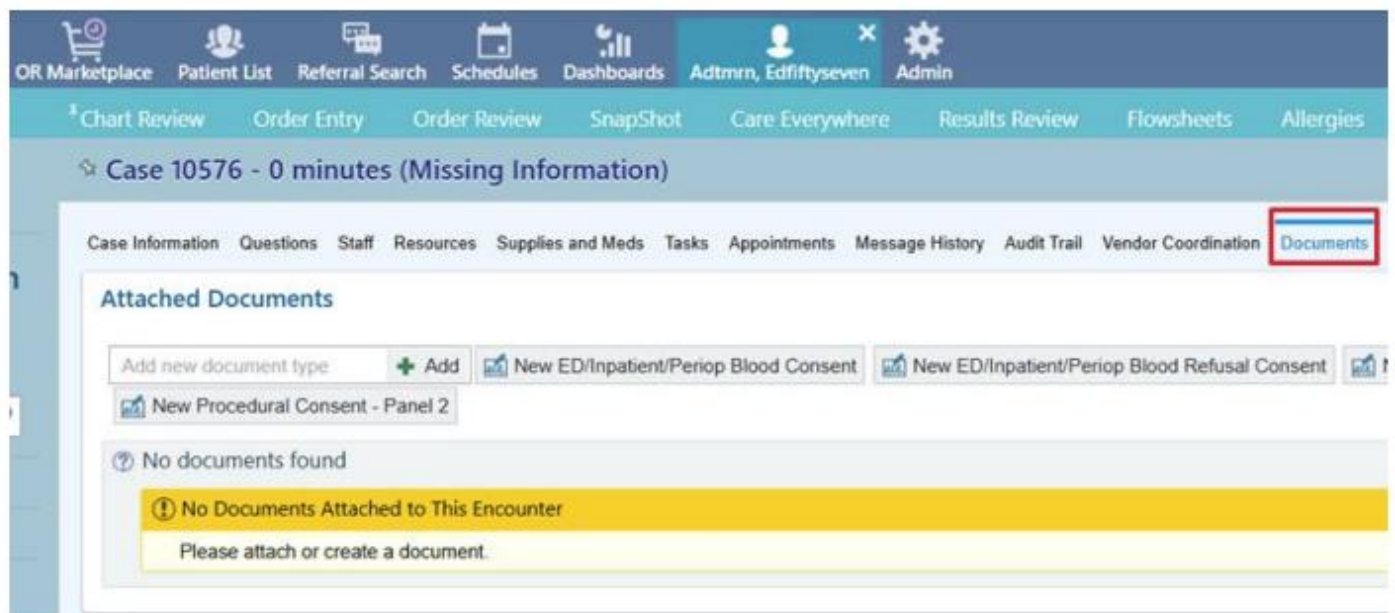 OR Marketplace Patient List Referral Search Schedules Dashboards Adtmrn, Edfiftyseven Admin
Chart Review Order Entry Order Review SnapShot Care Everywhere Results Review Flowsheets Allergies
Case 10576 - 0 minutes (Missing Information)
Case Information Questions Staff Resources Supplies and Meds Tasks Appointments Message History Audit Trail Vendor Coordination Documents
Attached Documents
Add new document type Add New ED/Inpatient/Periop Blood Consent New ED/Inpatient/Periop Blood Refusal Consent
New Procedural Consent - Panel 2
No documents found
No Documents Attached to This Encounter
Please attach or create a document.